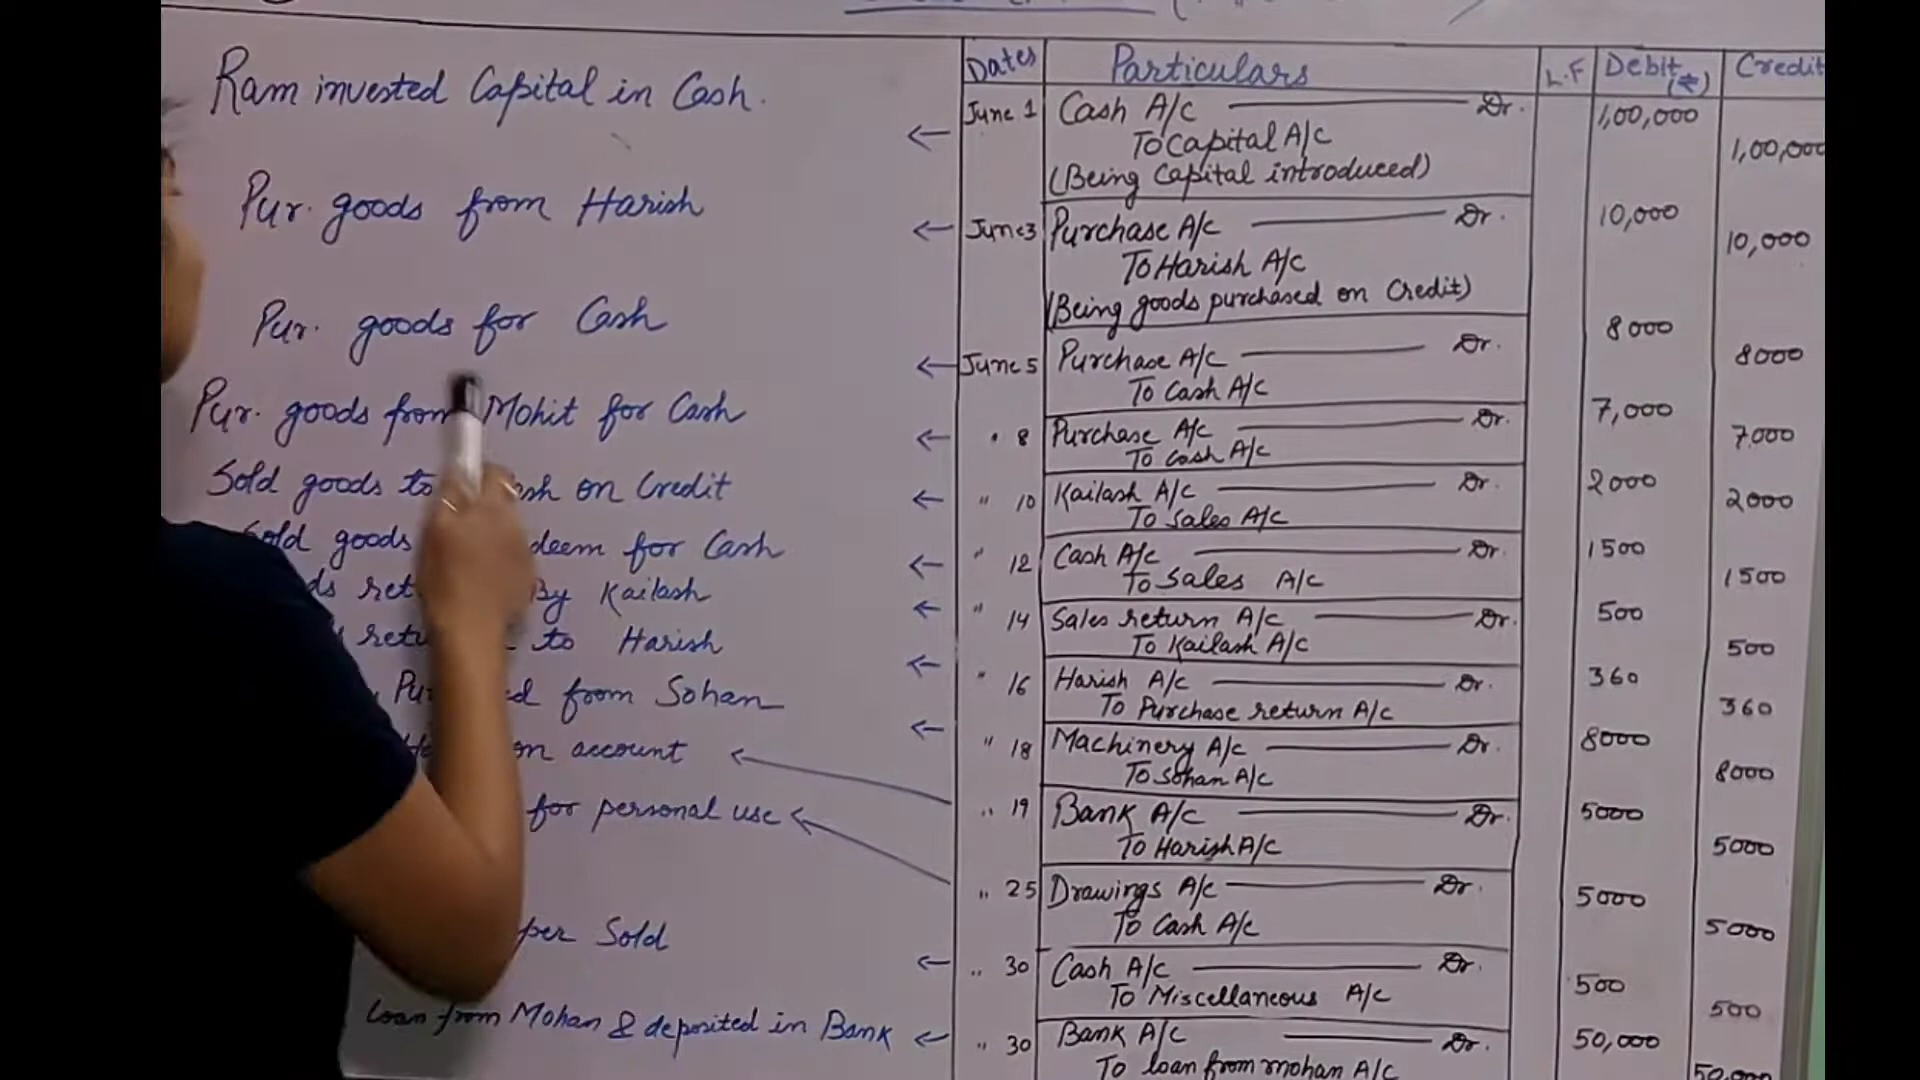 Ram invested Capital in Cash.
Pur. goods from Harish
Pur. goods for Cash
Pur. goods from Mohit for Cash
Sold goods to on Credit
goods for Cash
By Kailash
to Harish
from Sohan
on account
for personal use
Sold
Loan from Mohan & deposited in Bank
Dates Particulars L.F Debit (₹) Credit
June 1 Cash A/c Dr. 1,00,000
To Capital A/c 1,00,000
(Being Capital introduced)
June 3 Purchase A/c Dr. 10,000
To Harish A/c 10,000
(Being goods purchased on Credit)
June 5 Purchase A/c Dr. 8000
To Cash A/c 8000
" 8 Purchase A/c Dr. 7,000
To Cash A/c 7000
" 10 Kailash A/c Dr. 2000
To Sales A/c 2000
" 12 Cash A/c Dr. 1500
To Sales A/c 1500
" 14 Sales return A/c Dr. 500
To Kailash A/c 500
" 16 Harish A/c Dr. 360
To Purchase return A/c 360
" 18 Machinery A/c Dr. 8000
To Sohan A/c 8000
" 19 Bank A/c Dr. 5000
To Harish A/c 5000
" 25 Drawings A/c Dr. 5000
To Cash A/c 5000
" 30 Cash A/c Dr. 500
To Miscellaneous A/c 500
" 30 Bank A/c Dr. 50,000
To loan from mohan A/c 50,000